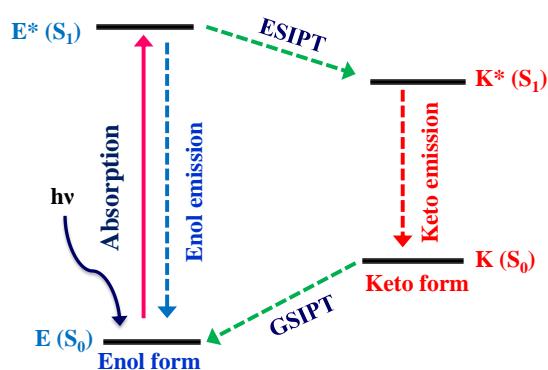 E* (S₁)
ESIPT
K* (S₁)
hν
Absorption
Enol emission
Keto emission
K (S₀)
Keto form
GSIPT
E (S₀)
Enol form